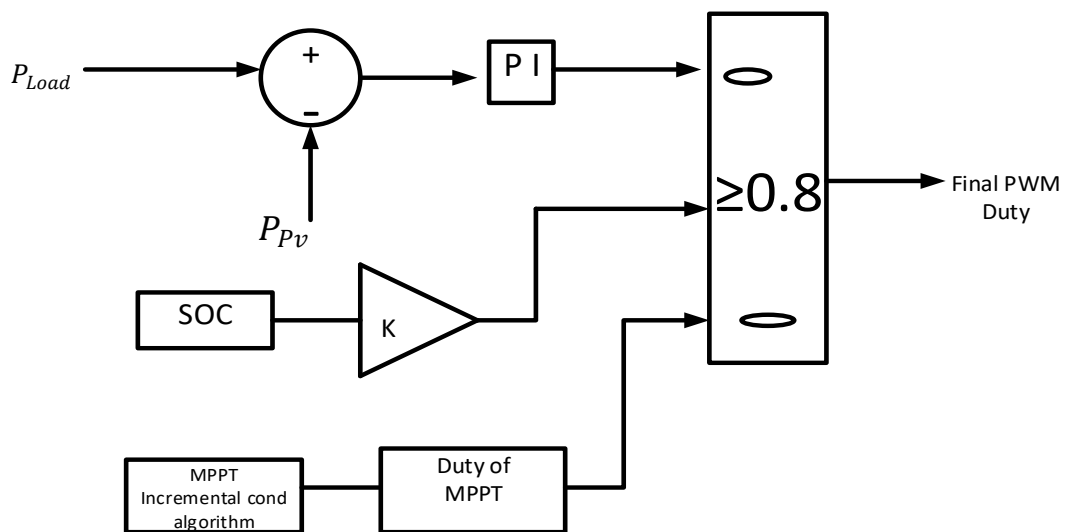 P_Load
+
−
P I
P_Pv
≥0.8
Final PWM
Duty
SOC
K
MPPT
Incremental cond
algorithm
Duty of
MPPT